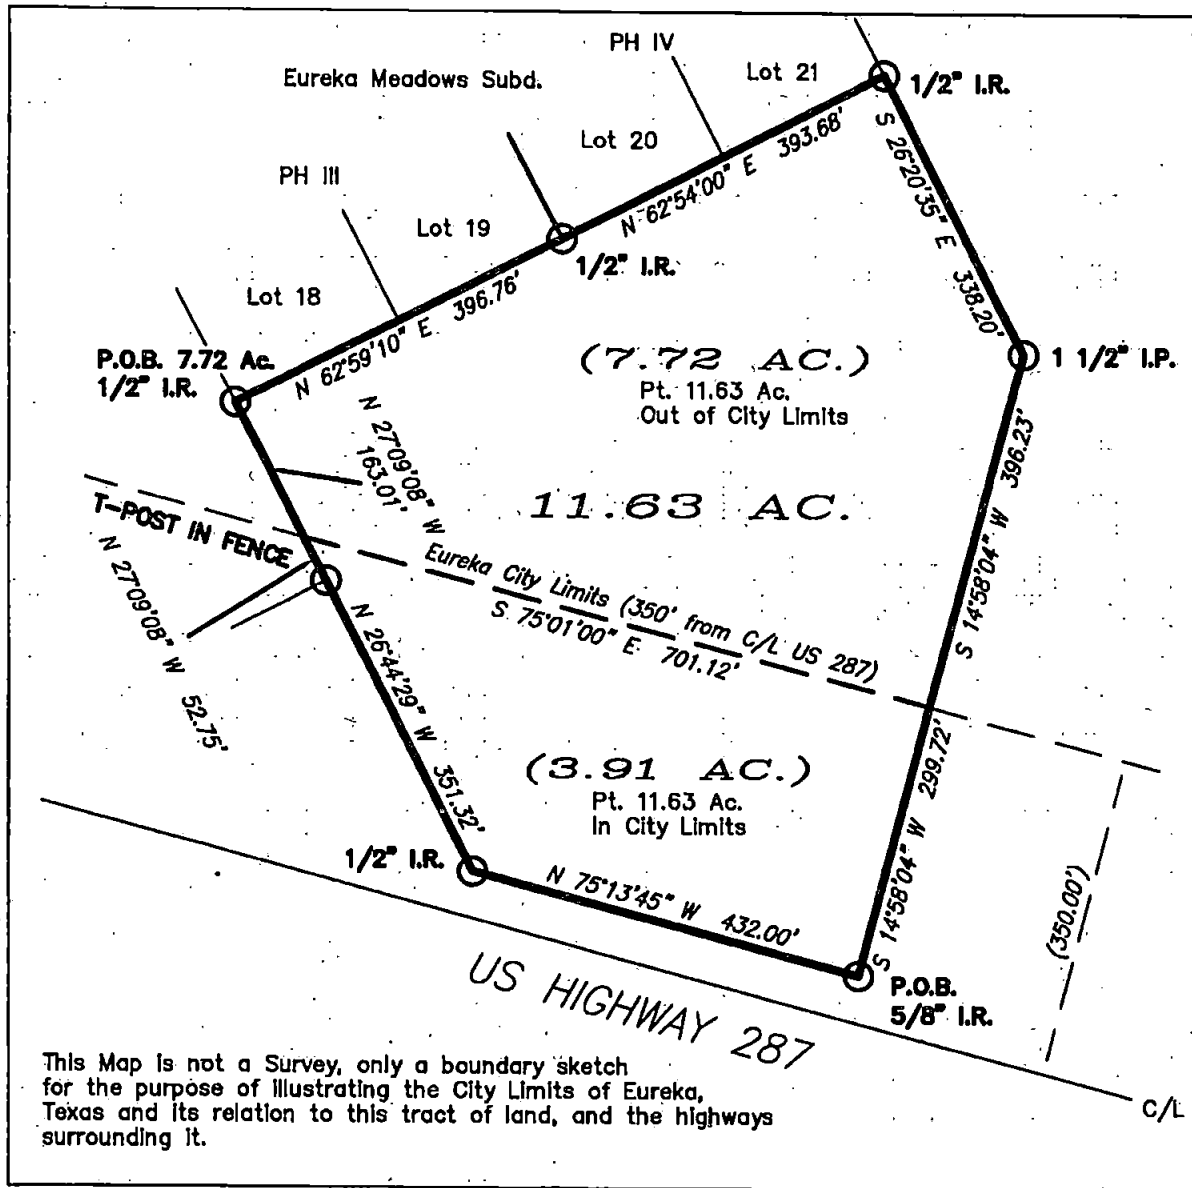 PH IV
Lot 21
Eureka Meadows Subd.
1/2" I.R.
Lot 20
N 62°54'00" E 393.68'
S 26°20'35" E 338.20'
PH III
Lot 19
1/2" I.R.
Lot 18
N 62°59'10" E 396.76'
P.O.B. 7.72 Ac.
1/2" I.R.
(7.72 AC.)
Pt. 11.63 Ac.
Out of City Limits
1 1/2" I.P.
N 27°09'08" W
163.01'
S 14°58'04" W 396.23'
11.63 AC.
T-POST IN FENCE
N 27°09'08" W 52.75'
Eureka City Limits (350' from C/L US 287)
S 75°01'00" E 701.12'
N 26°44'29" W 351.32'
(3.91 AC.)
Pt. 11.63 Ac.
In City Limits
S 14°58'04" W 299.72'
1/2" I.R.
N 75°13'45" W 432.00'
(350.00')
P.O.B.
5/8" I.R.
US HIGHWAY 287
C/L
This Map is not a Survey, only a boundary sketch
for the purpose of illustrating the City Limits of Eureka,
Texas and its relation to this tract of land, and the highways
surrounding it.